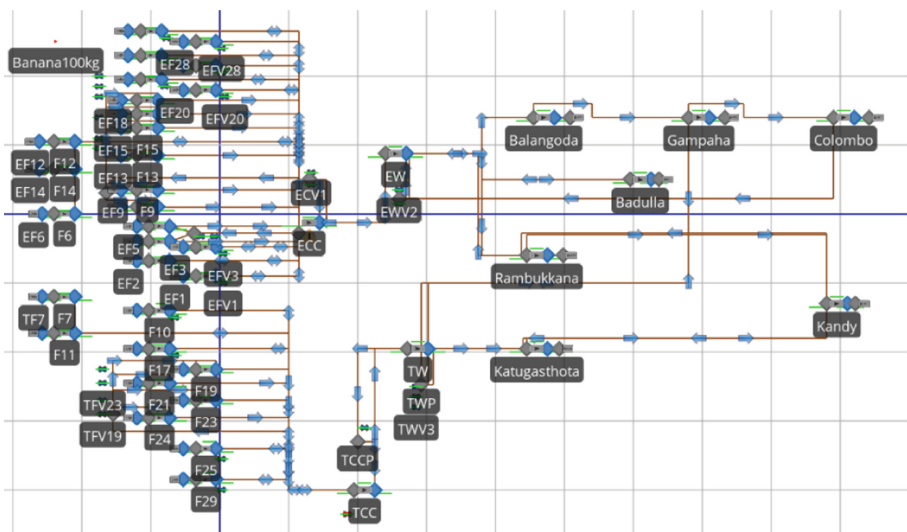 Banana100kg
EF28
EFV28
EF20
EFV20
EF18
EF15
F15
EF12
F12
EF13
F13
EF14
F14
EF9
F9
EF6
F6
EF5
EF3
EFV3
EF2
EF1
EFV1
TF7
F7
F10
F11
F17
F19
TFV23
F21
F23
TFV19
F24
F25
F29
ECV1
ECC
EW
EWV2
Balangoda
Gampaha
Colombo
Badulla
Rambukkana
Kandy
Katugasthota
TW
TWP
TWV3
TCCP
TCC